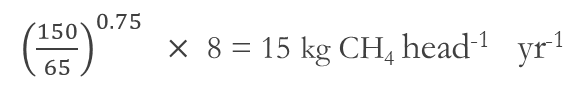 (150/65)^0.75 × 8 = 15 kg CH₄ head⁻¹ yr⁻¹